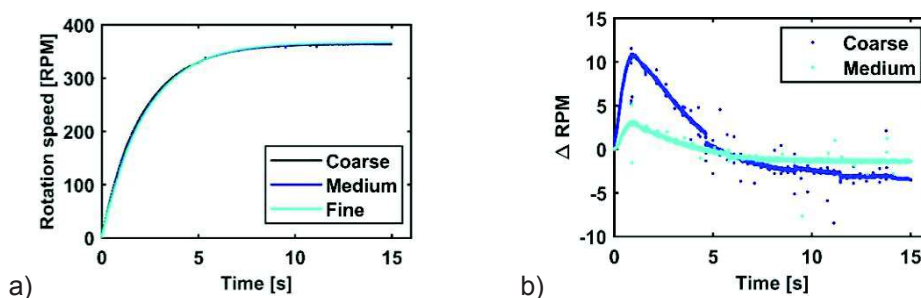 400
300
200
100
0
Rotation speed [RPM]
Coarse
Medium
Fine
0 5 10 15
Time [s]
a)
15
10
5
0
-5
-10
Δ RPM
Coarse
Medium
0 5 10 15
Time [s]
b)